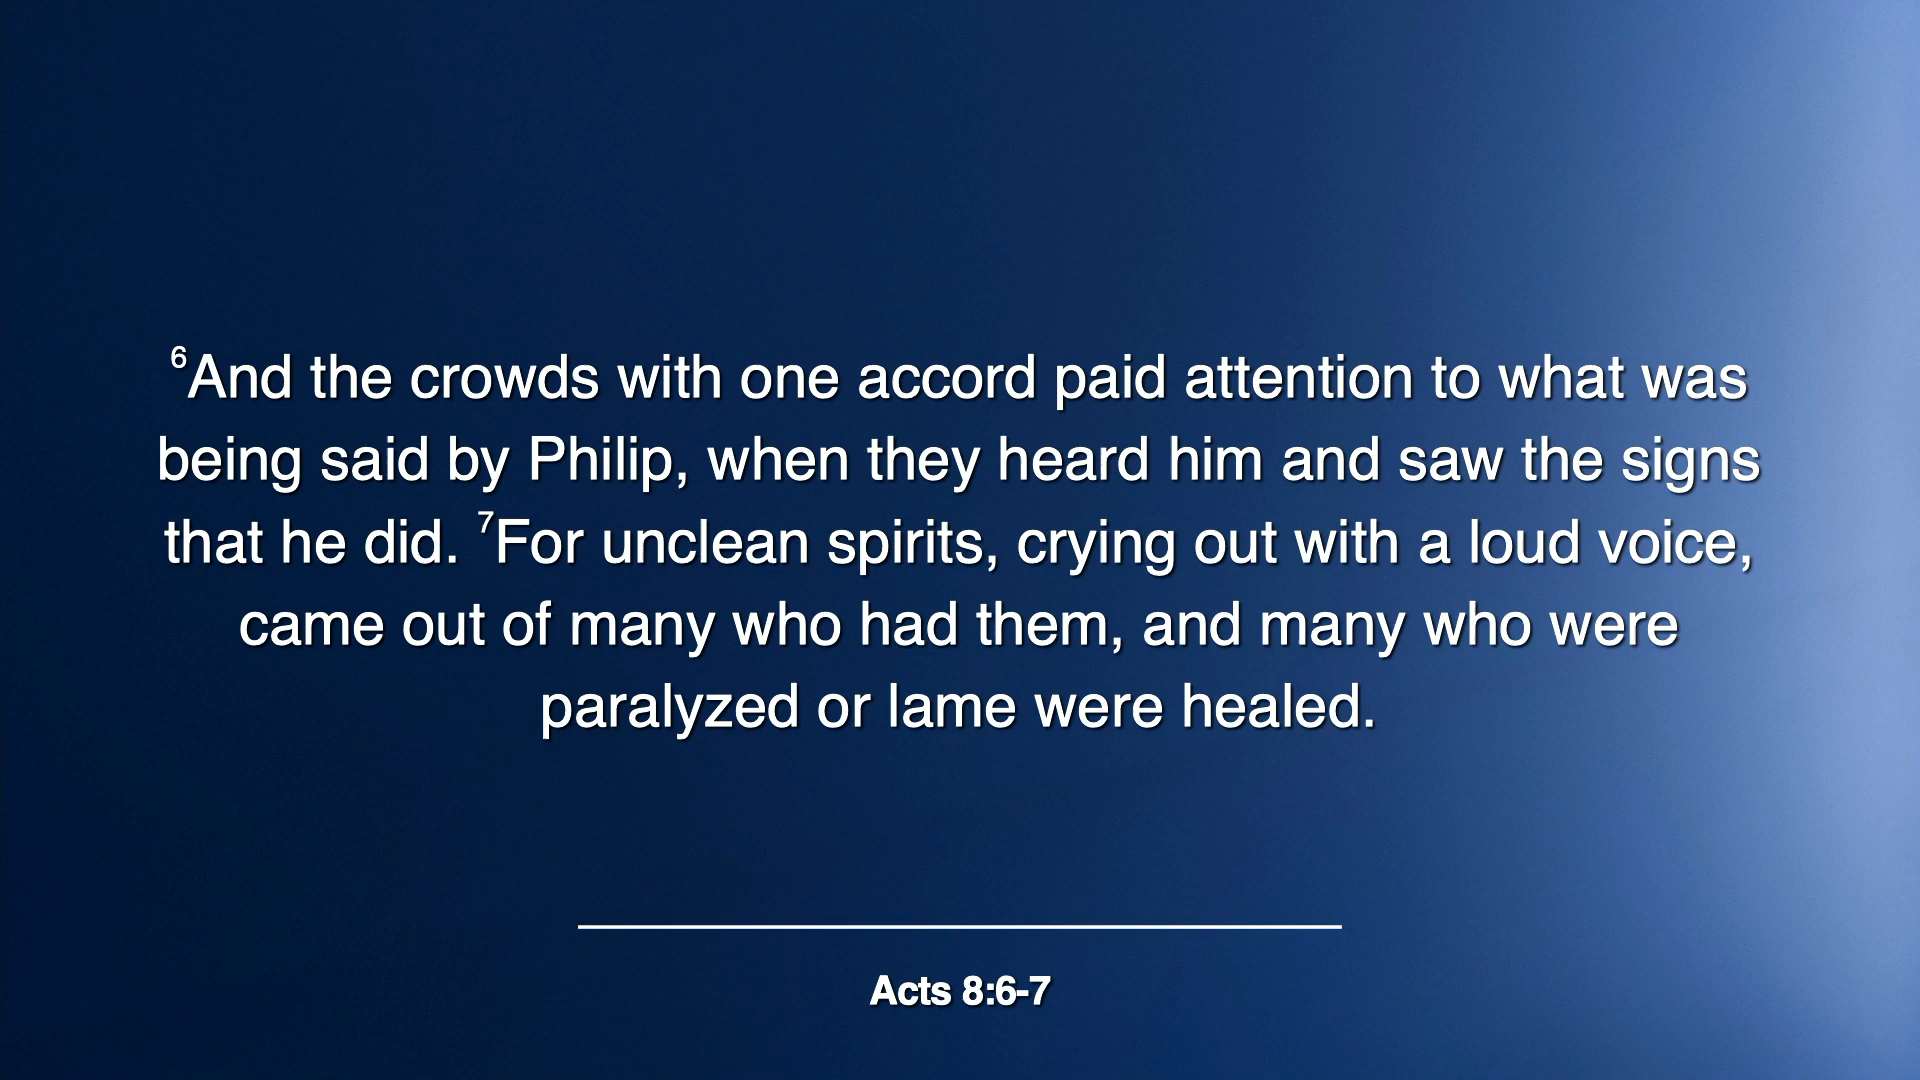 ⁶And the crowds with one accord paid attention to what was
being said by Philip, when they heard him and saw the signs
that he did. ⁷For unclean spirits, crying out with a loud voice,
came out of many who had them, and many who were
paralyzed or lame were healed.
Acts 8:6-7